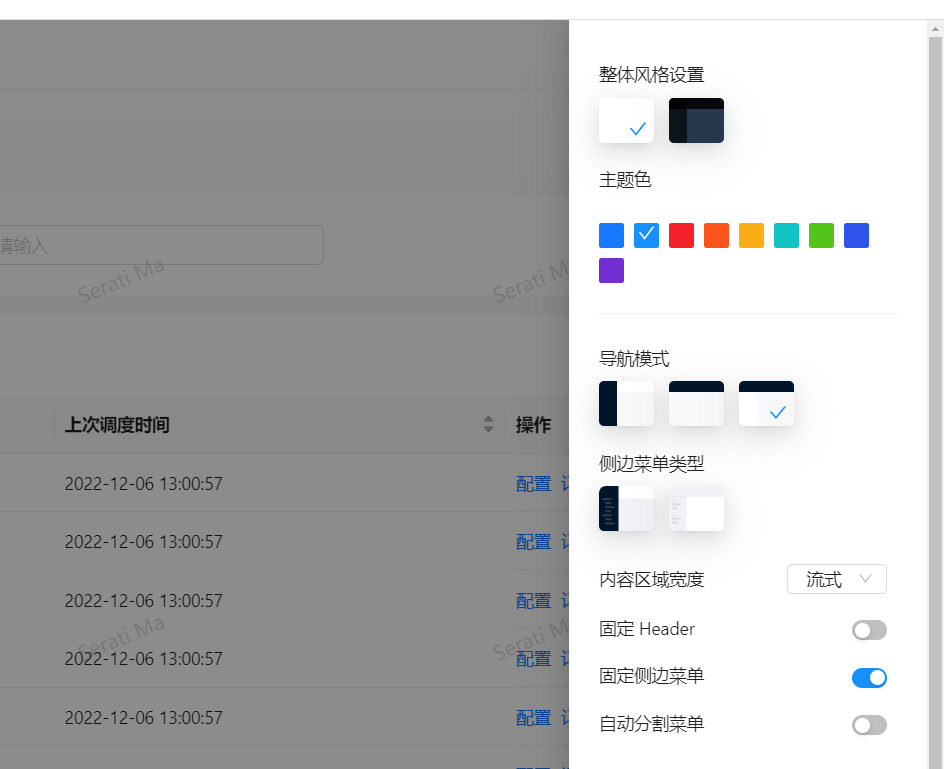 整体风格设置
主题色
请输入
Serati Ma
Serati M
导航模式
上次调度时间
操作
侧边菜单类型
2022-12-06 13:00:57
配置
2022-12-06 13:00:57
配置
内容区域宽度
流式
2022-12-06 13:00:57
配置
固定 Header
Serati Ma
Serati M
2022-12-06 13:00:57
配置
固定侧边菜单
2022-12-06 13:00:57
配置
自动分割菜单